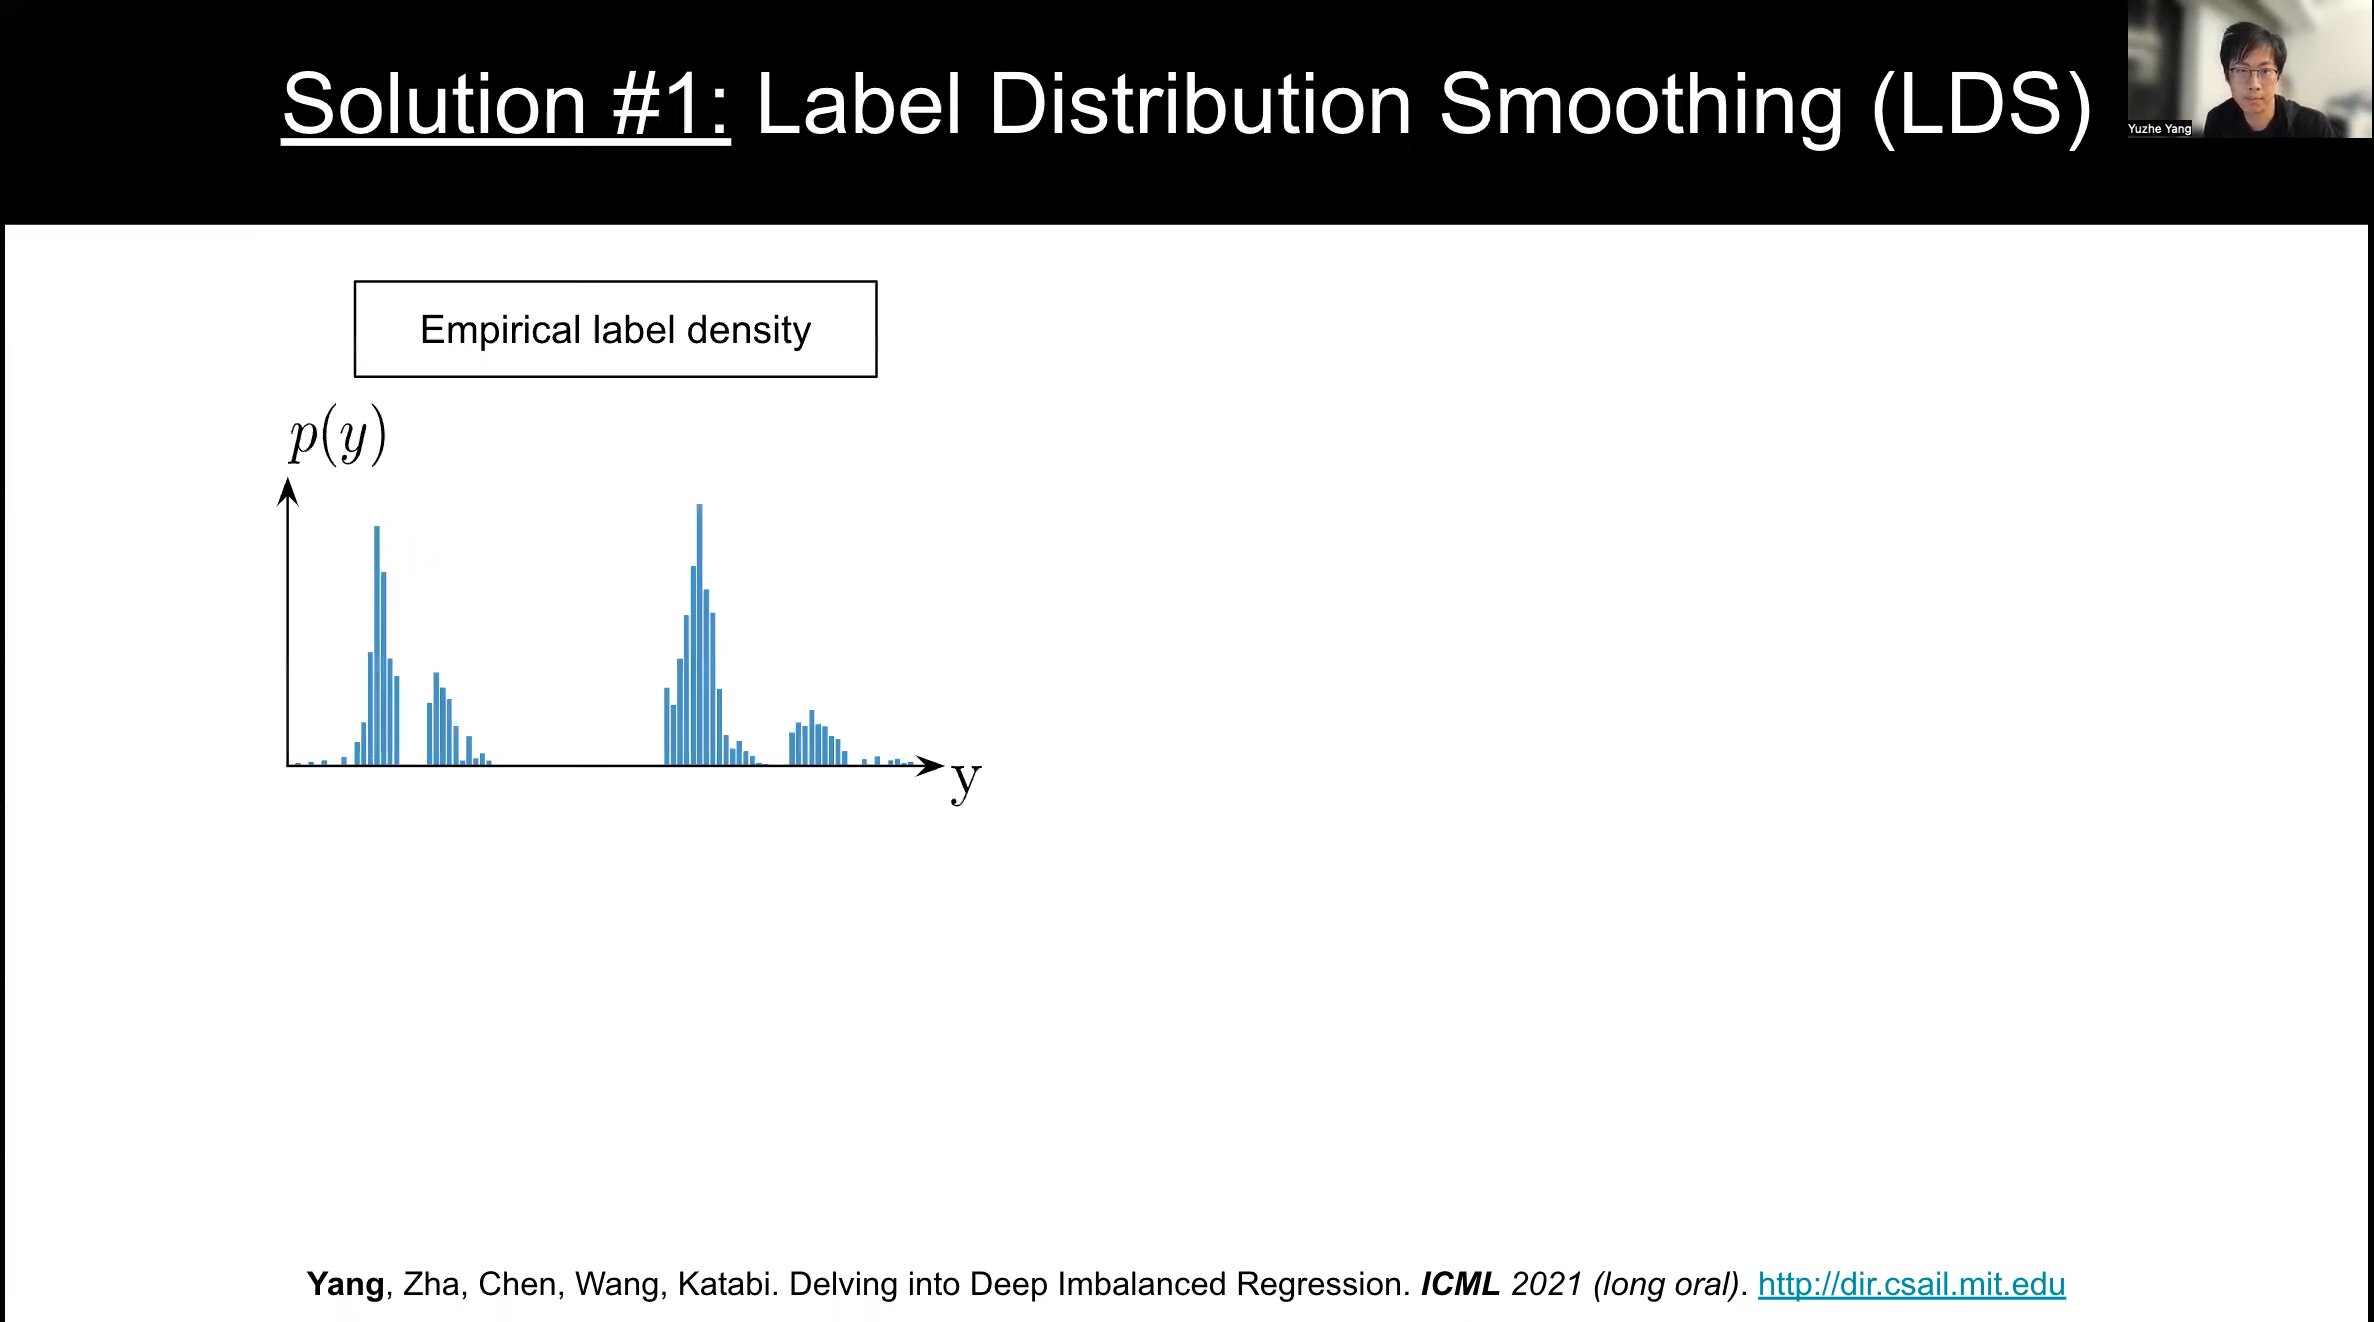 Solution #1: Label Distribution Smoothing (LDS)
Yuzhe Yang
Empirical label density
p(y)
y
Yang, Zha, Chen, Wang, Katabi. Delving into Deep Imbalanced Regression. ICML 2021 (long oral). http://dir.csail.mit.edu